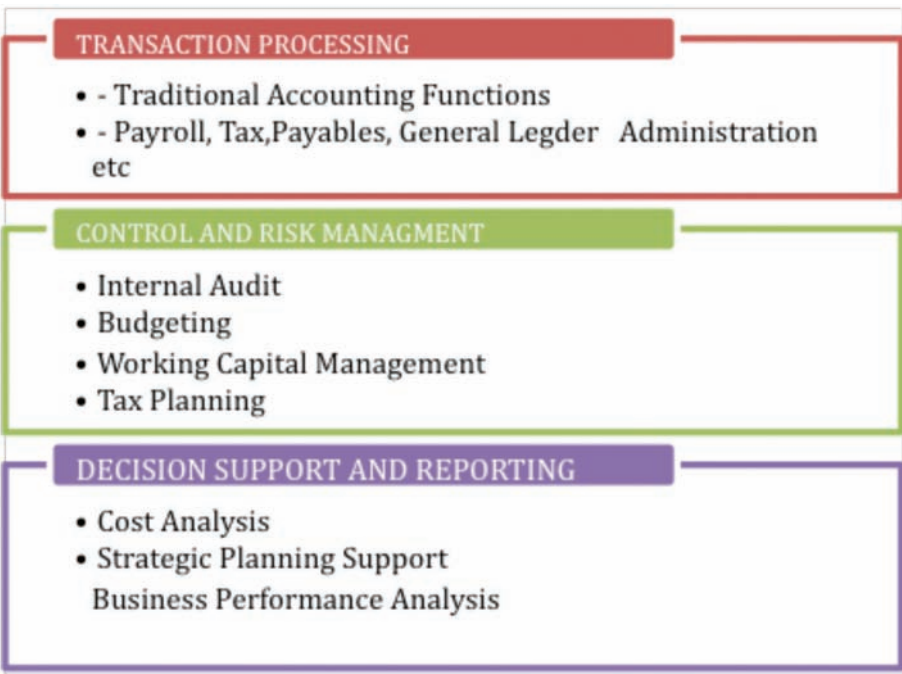 TRANSACTION PROCESSING
• - Traditional Accounting Functions
• - Payroll, Tax,Payables, General Legder Administration
etc
CONTROL AND RISK MANAGMENT
• Internal Audit
• Budgeting
• Working Capital Management
• Tax Planning
DECISION SUPPORT AND REPORTING
• Cost Analysis
• Strategic Planning Support
Business Performance Analysis